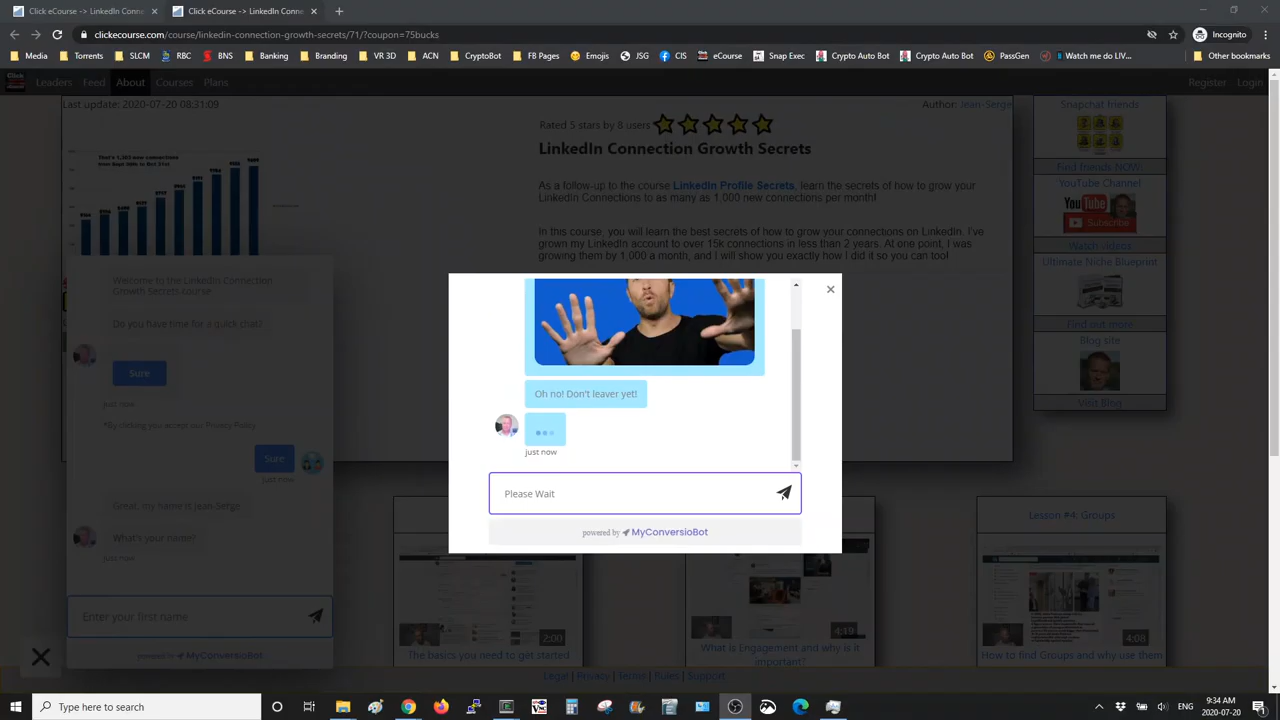 Click eCourse - LinkedIn Conne
Click eCourse - LinkedIn Conne
clickecourse.com/course/linkedin-connection-growth-secrets/71/?coupon=75bucks
Incognito
Media
Torrents
SLCM
RBC
BNS
Banking
VR 3D
ACN
CryptoBot
FB Pages
Emojis
JSG
CIS
eCourse
Snap Exec
Crypto Auto
Crypto Auto
PassGen
Watch me do LIV...
Other bookmarks
Click
Leaders
Feed
About
Courses
Plans
Register
Login
Last update: 2020-07-20 08:31:09
Author: Jean-Serge
Rated 5 stars by 8 users
LinkedIn Connection Growth Secrets
As a follow-up to the course LinkedIn Profile Secrets, learn the secrets of how to grow your
LinkedIn Connections to as many as 1,000 new connections per month!
In this course, you will learn the best secrets of how to grow your connections on LinkedIn. I've
grown my LinkedIn account to over 15k connections in less than 2 years. At one point, I was
growing them by 1,000 a month, and I will show you exactly how I did it so you can too!
Snapchat friends
Find friends NOW!
YouTube Channel
YouTube
Subscribe
Watch videos
Ultimate Niche Blueprint
Find out more
Blog site
Visit Blog
Welcome to the LinkedIn Connection
Growth Secrets course
Do you have time for a quick chat?
Sure
just now
*By clicking you accept our Privacy Policy
Sure
just now
Great, my name is Jean-Serge
What's your name?
just now
Enter your first name
powered by MyConversioBot
Oh no! Don't leaver yet!
just now
Please Wait
powered by MyConversioBot
Lesson #4: Groups
2:00
4:19
4:08
The basics you need to get started
What is Engagement and why is it
important?
How to find Groups and why use them
Legal | Privacy | Terms | Rules | Support
Type here to search
ENG
9:34 AM
2020-07-20